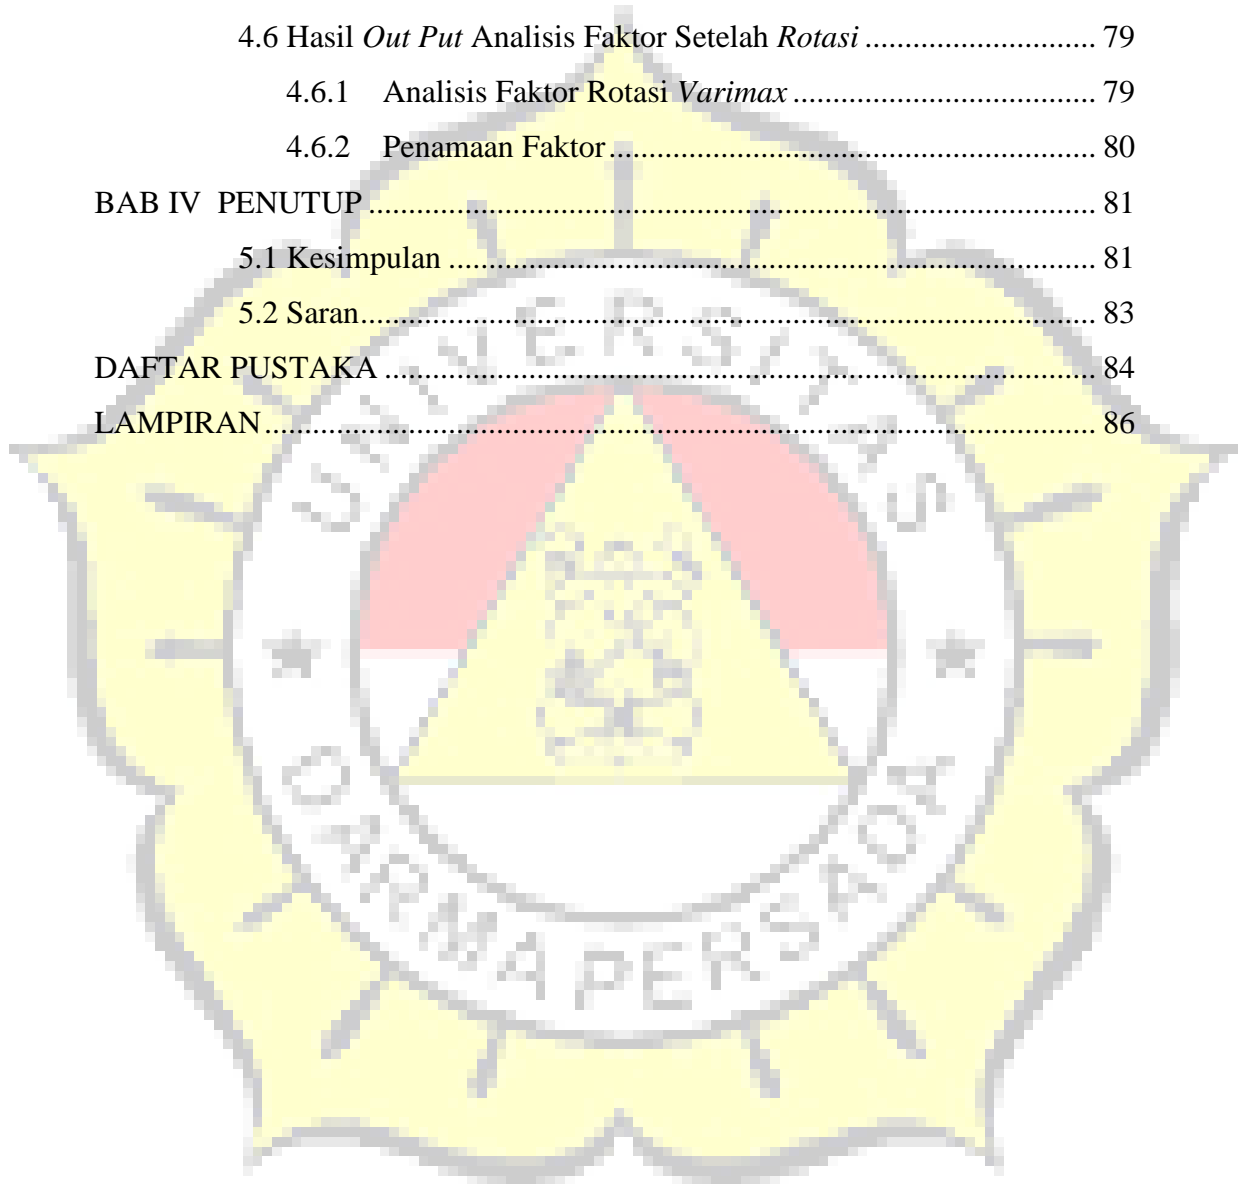 4.6 Hasil Out Put Analisis Faktor Setelah Rotasi ............................. 79
4.6.1 Analisis Faktor Rotasi Varimax ...................................... 79
4.6.2 Penamaan Faktor ............................................................. 80
BAB IV PENUTUP ........................................................................................... 81
5.1 Kesimpulan ................................................................................. 81
5.2 Saran ............................................................................................ 83
DAFTAR PUSTAKA ......................................................................................... 84
LAMPIRAN ........................................................................................................ 86
UNIVERSITAS
DARMA PERSADA